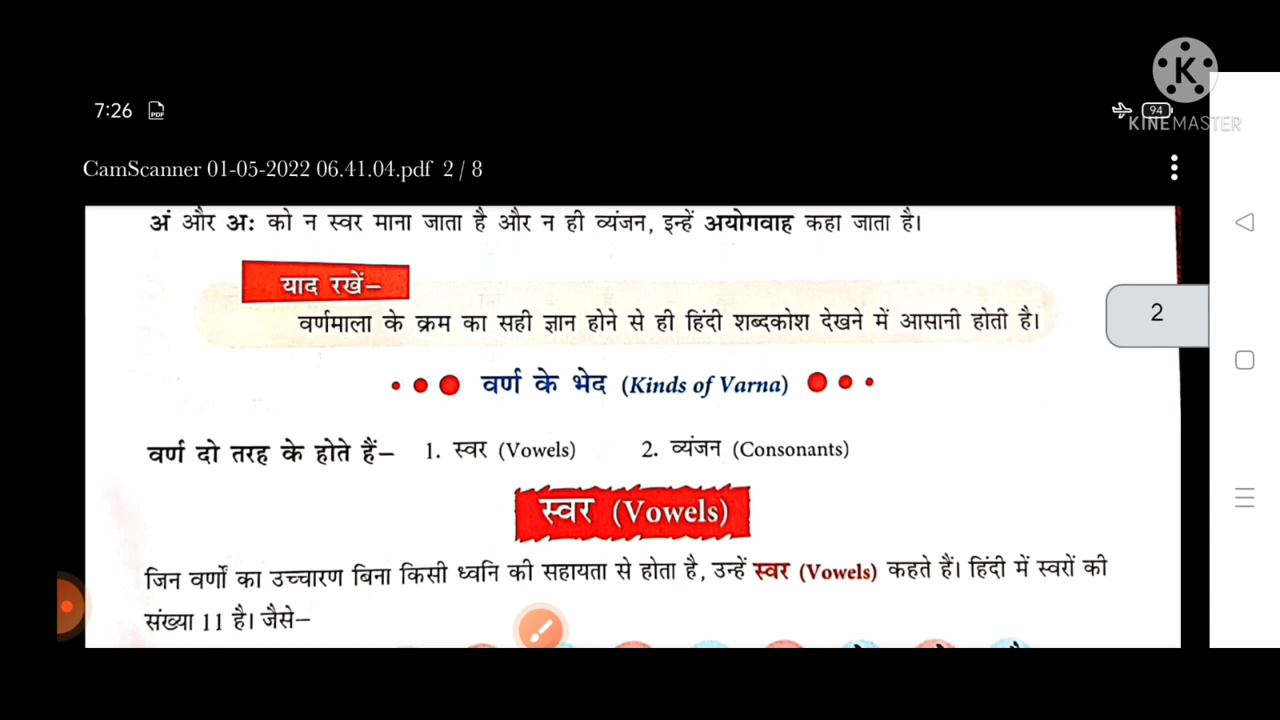 K
KINEMASTER
7:26 PDF 94
CamScanner 01-05-2022 06.41.04.pdf 2 / 8
अं और अः को न स्वर माना जाता है और न ही व्यंजन, इन्हें अयोगवाह कहा जाता है।
याद रखें–
वर्णमाला के क्रम का सही ज्ञान होने से ही हिंदी शब्दकोश देखने में आसानी होती है।
2
वर्ण के भेद (Kinds of Varna)
वर्ण दो तरह के होते हैं– 1. स्वर (Vowels) 2. व्यंजन (Consonants)
स्वर (Vowels)
जिन वर्णों का उच्चारण बिना किसी ध्वनि की सहायता से होता है, उन्हें स्वर (Vowels) कहते हैं। हिंदी में स्वरों की
संख्या 11 है। जैसे–